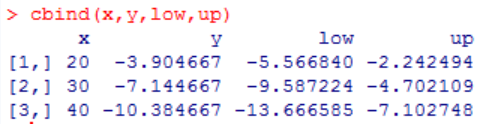 > cbind(x,y,low,up)
x y low up
[1,] 20 -3.904667 -5.566840 -2.242494
[2,] 30 -7.144667 -9.587224 -4.702109
[3,] 40 -10.384667 -13.666585 -7.102748